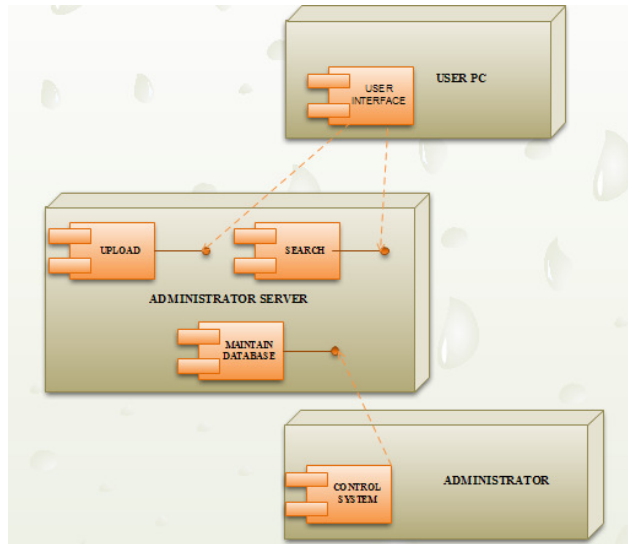 USER
INTERFACE
USER PC
UPLOAD
SEARCH
ADMINISTRATOR SERVER
MAINTAIN
DATABASE
CONTROL
SYSTEM
ADMINISTRATOR